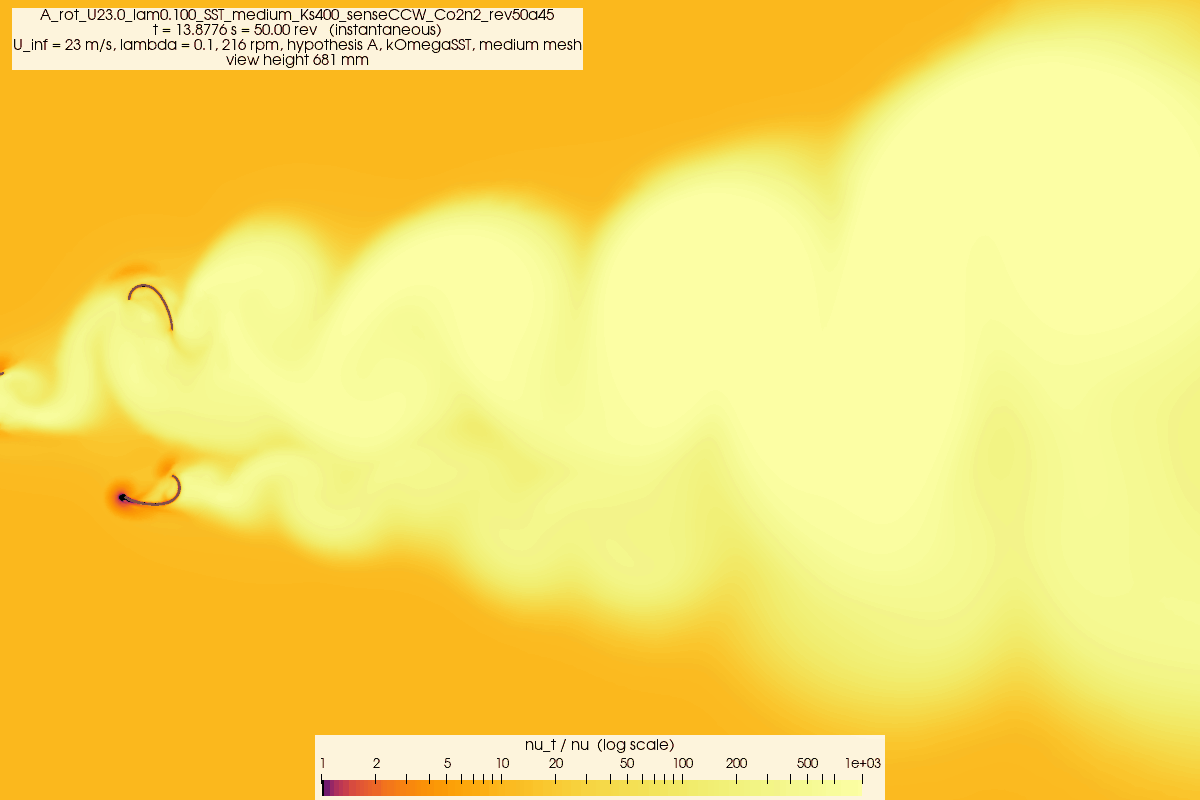 A_rot_U23.0_lam0.100_SST_medium_Ks400_senseCCW_Co2n2_rev50a45
t = 13.8776 s = 50.00 rev (instantaneous)
U_inf = 23 m/s, lambda = 0.1, 216 rpm, hypothesis A, kOmegaSST, medium mesh
view height 681 mm
nu_t / nu (log scale)
1 2 5 10 20 50 100 200 500 1e+03